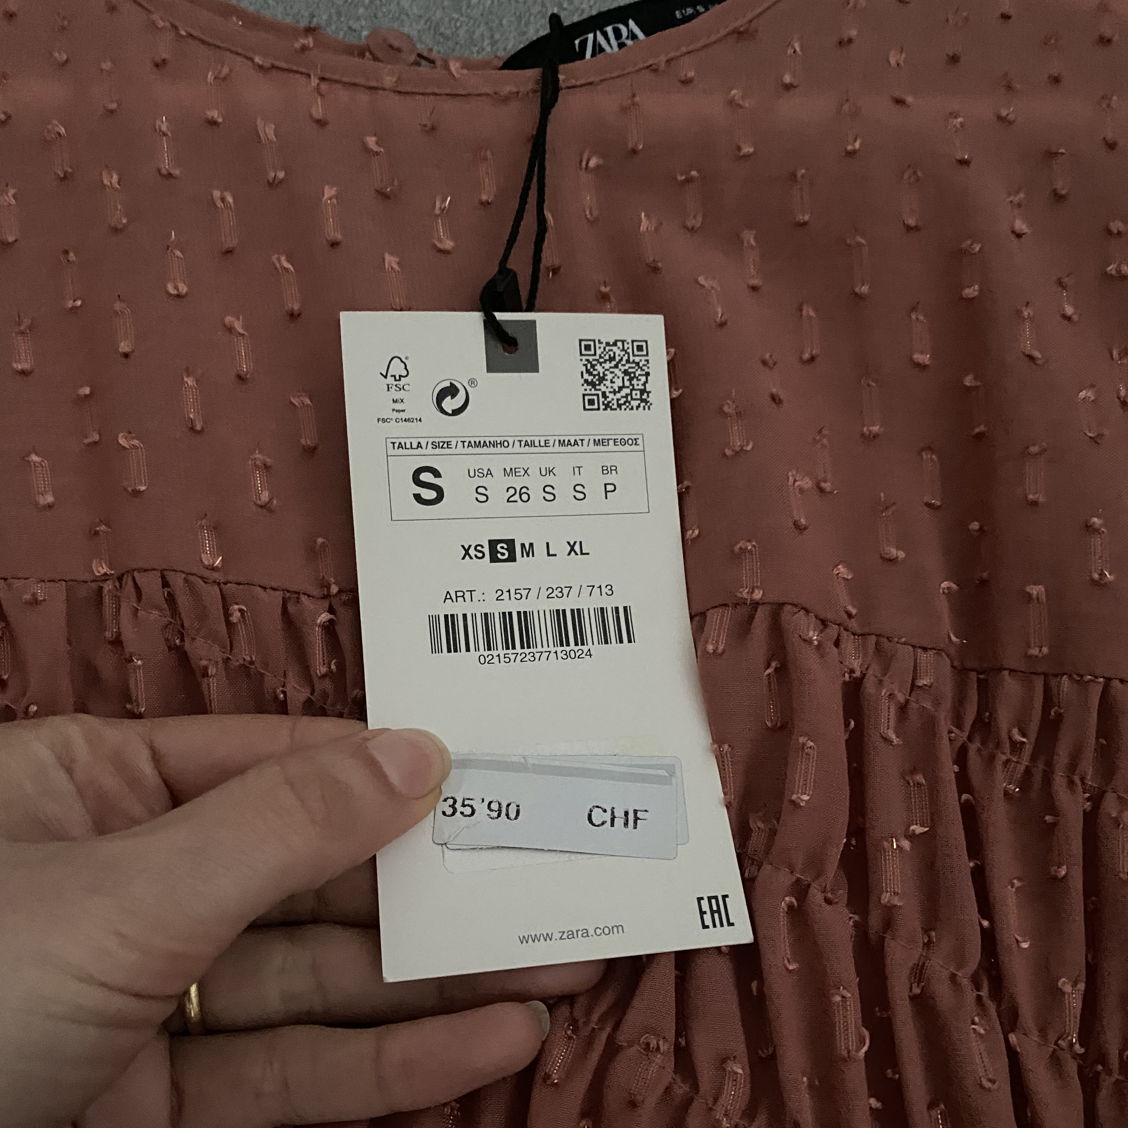 ZARA
EUR S
FSC
MIX
Paper
FSC® C146214
®
TALLA / SIZE / TAMANHO / TAILLE / MAAT / ΜΕΓΕΘΟΣ
S
USA MEX UK IT BR
S 26 S S P
XS S M L XL
ART.: 2157 / 237 / 713
02157237713024
35'90 CHF
EAC
www.zara.com